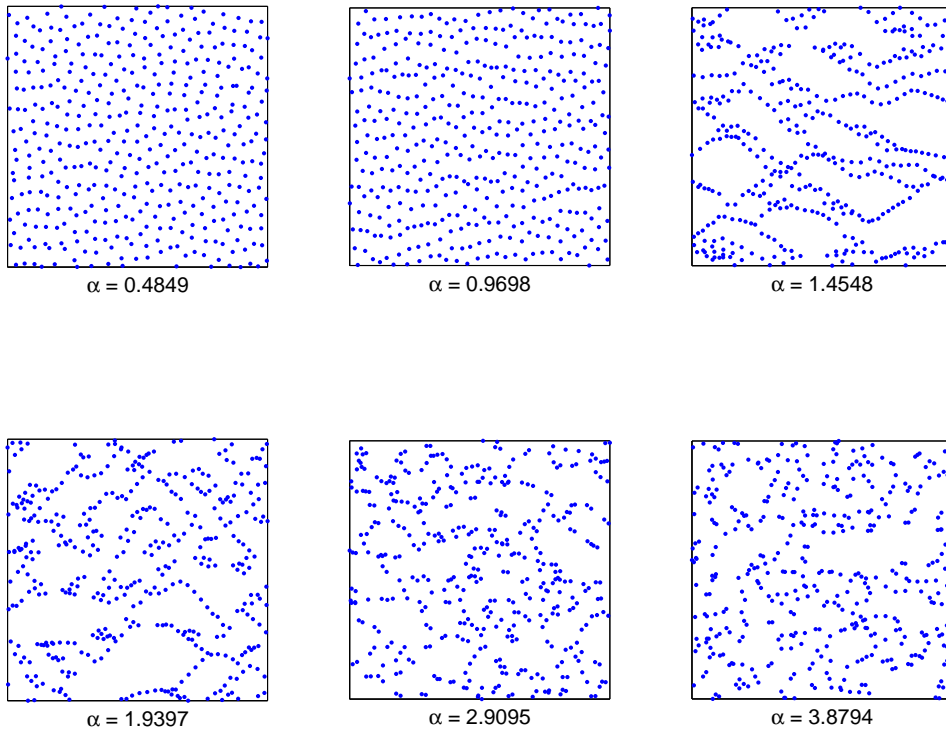 α = 0.4849
α = 0.9698
α = 1.4548
α = 1.9397
α = 2.9095
α = 3.8794